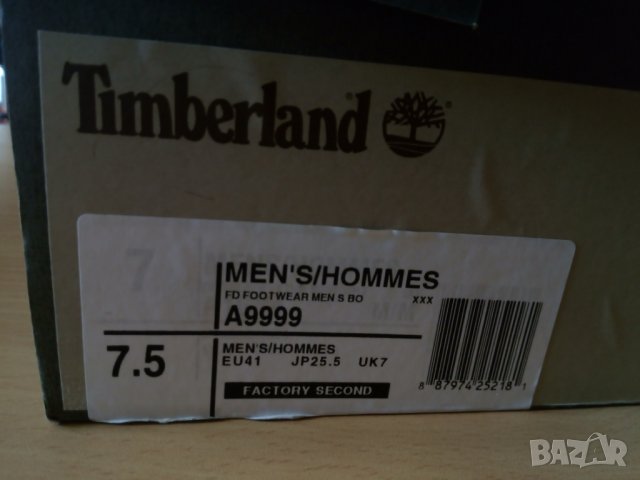 Timberland ®
7
MEN'S/HOMMES
FD FOOTWEAR MEN S BO xxx
A9999
7.5
MEN'S/HOMMES
EU41 JP25.5 UK7
FACTORY SECOND
8 87974 25218 1
BAZAR